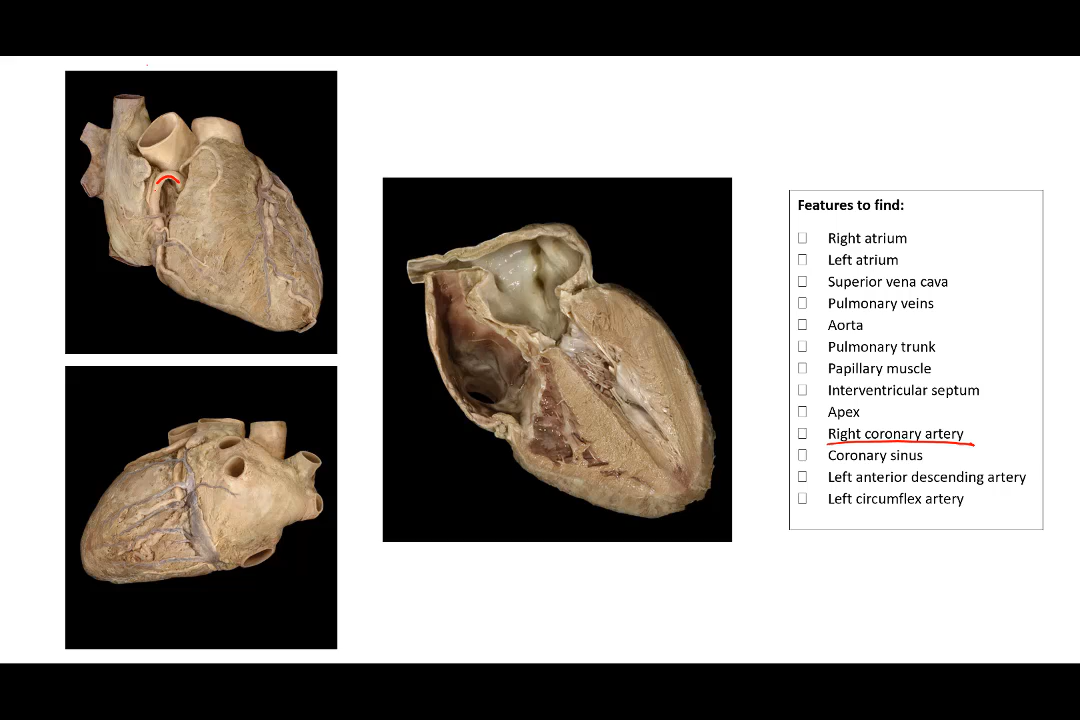 Features to find:
☐ Right atrium
☐ Left atrium
☐ Superior vena cava
☐ Pulmonary veins
☐ Aorta
☐ Pulmonary trunk
☐ Papillary muscle
☐ Interventricular septum
☐ Apex
☐ Right coronary artery
☐ Coronary sinus
☐ Left anterior descending artery
☐ Left circumflex artery